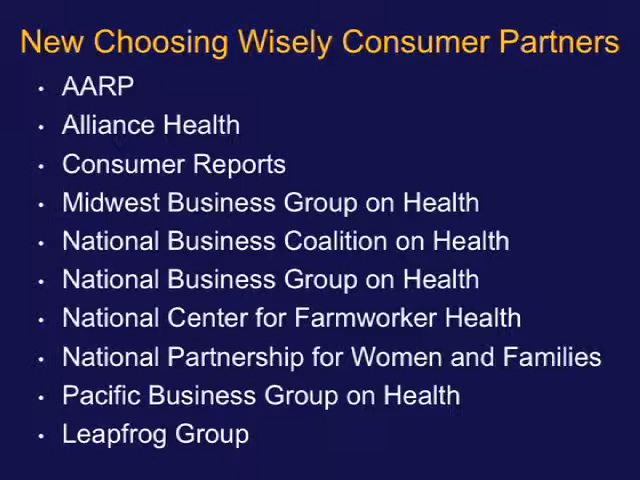 New Choosing Wisely Consumer Partners
• AARP
• Alliance Health
• Consumer Reports
• Midwest Business Group on Health
• National Business Coalition on Health
• National Business Group on Health
• National Center for Farmworker Health
• National Partnership for Women and Families
• Pacific Business Group on Health
• Leapfrog Group